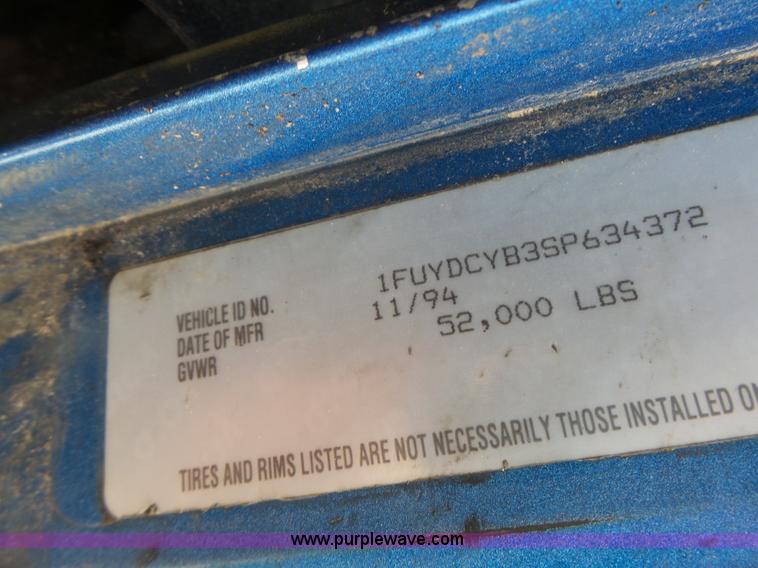 VEHICLE ID NO. 1FUYDCYB3SP634372
DATE OF MFR 11/94
GVWR 52,000 LBS
TIRES AND RIMS LISTED ARE NOT NECESSARILY THOSE INSTALLED ON
www.purplewave.com